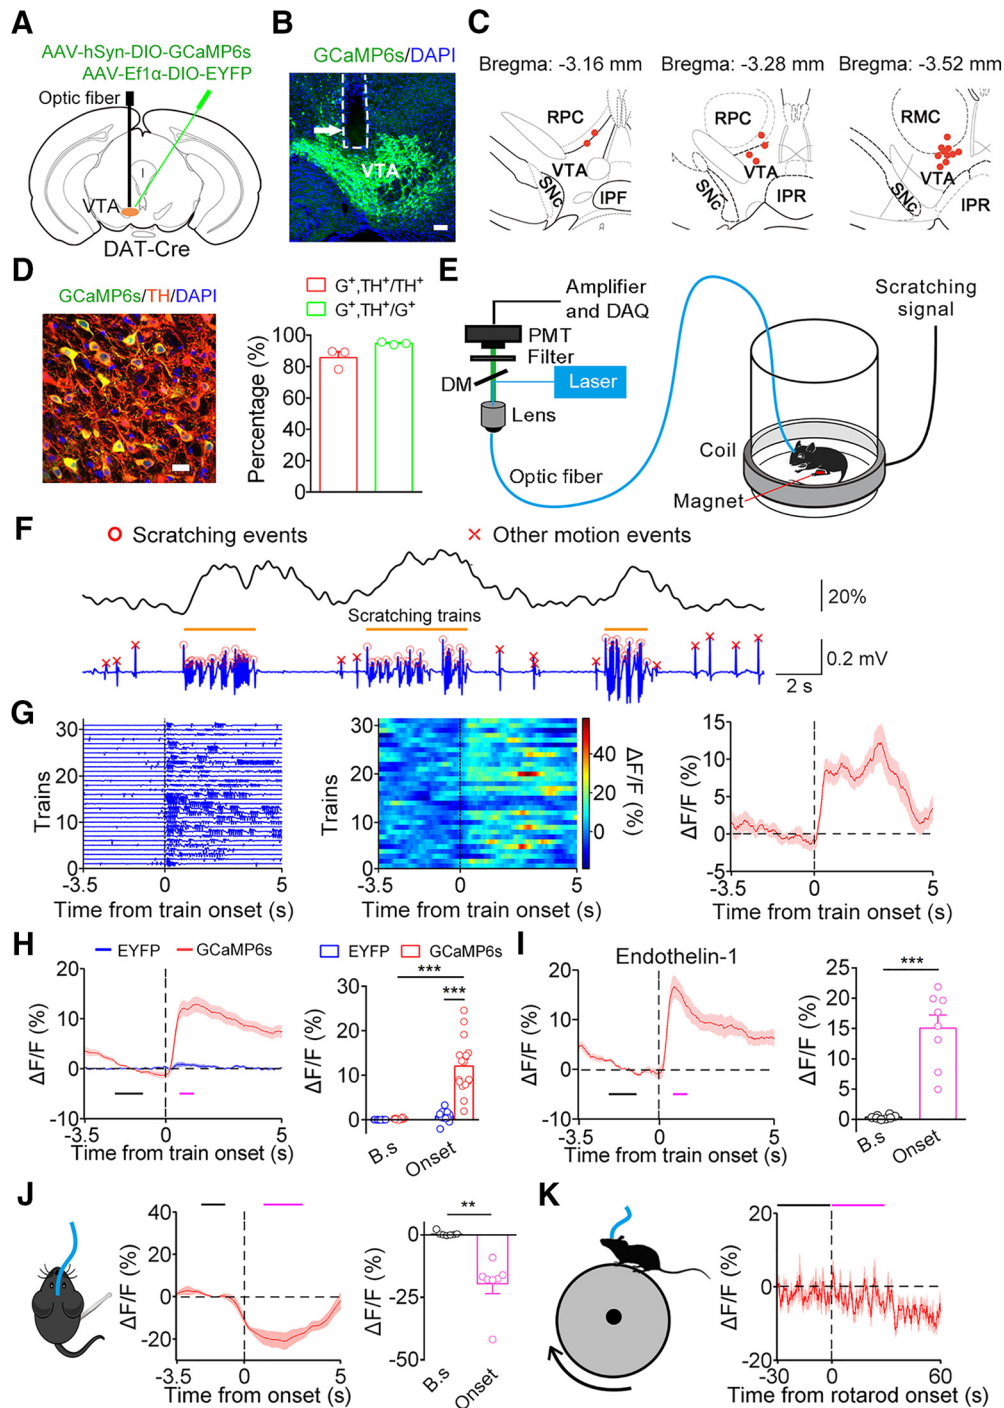 A
AAV-hSyn-DIO-GCaMP6s
AAV-Ef1α-DIO-EYFP
Optic fiber
VTA
DAT-Cre
B
GCaMP6s/DAPI
VTA
C
Bregma: -3.16 mm
Bregma: -3.28 mm
Bregma: -3.52 mm
RPC
VTA
SNc
IPF
RPC
VTA
SNc
IPR
RMC
VTA
SNc
IPR
D
GCaMP6s/TH/DAPI
G+,TH+/TH+
G+,TH+/G+
Percentage (%)
100
80
60
40
20
0
E
Amplifier
and DAQ
PMT
Filter
DM
Laser
Lens
Optic fiber
Scratching
signal
Coil
Magnet
F
Scratching events
Other motion events
20%
Scratching trains
0.2 mV
2 s
G
Trains
30
20
10
0
-3.5 0 5
Time from train onset (s)
Trains
30
20
10
0
-3.5 0 5
Time from train onset (s)
40
20
0
ΔF/F (%)
ΔF/F (%)
15
10
5
0
-5
-3.5 0 5
Time from train onset (s)
H
EYFP GCaMP6s
ΔF/F (%)
20
10
0
-10
-3.5 0 5
Time from train onset (s)
EYFP GCaMP6s
***
***
ΔF/F (%)
30
20
10
0
B.s
Onset
I
Endothelin-1
ΔF/F (%)
20
10
0
-10
-3.5 0 5
Time from train onset (s)
***
ΔF/F (%)
25
20
15
10
5
0
B.s
Onset
J
ΔF/F (%)
40
20
0
-20
-3.5 0 5
Time from onset (s)
**
ΔF/F (%)
0
-25
-50
B.s
Onset
K
ΔF/F (%)
20
0
-20
-30 0 60
Time from rotarod onset (s)